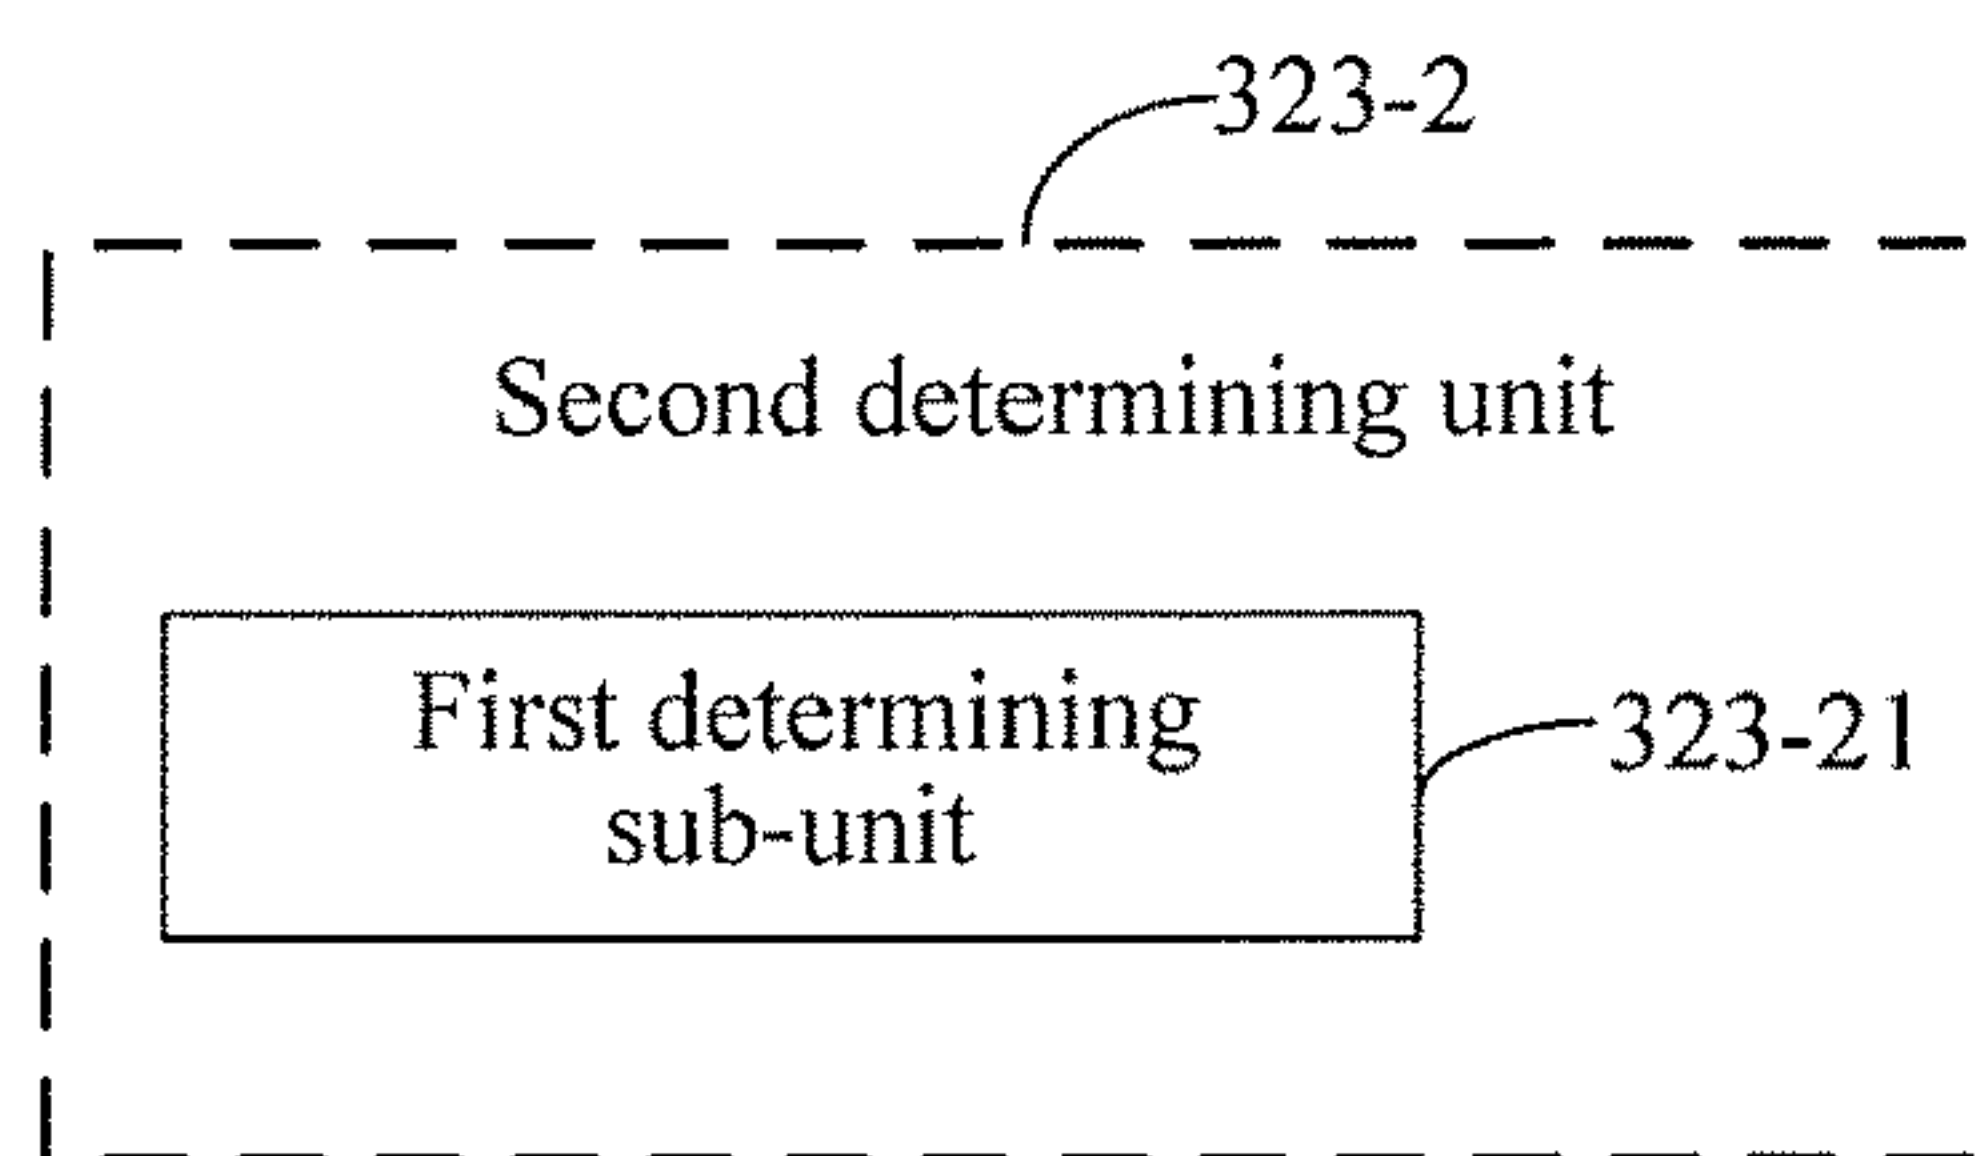 323-2
Second determining unit
First determining
sub-unit
323-21